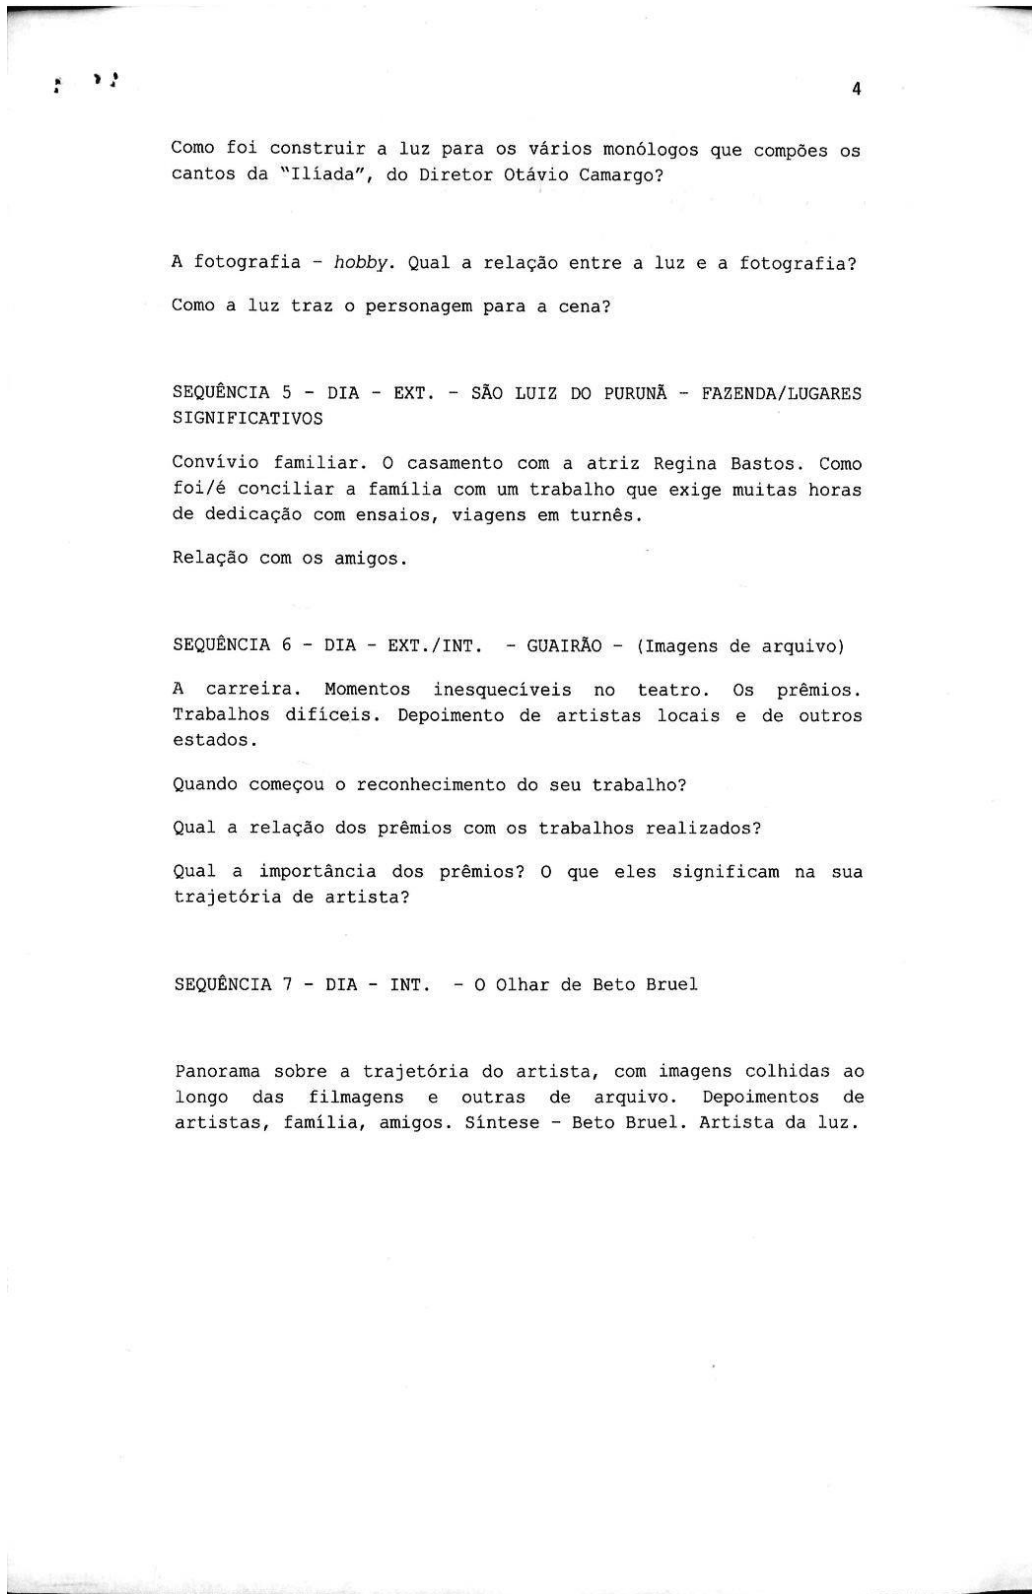 4
Como foi construir a luz para os vários monólogos que compões os
cantos da "Ilíada", do Diretor Otávio Camargo?
A fotografia - hobby. Qual a relação entre a luz e a fotografia?
Como a luz traz o personagem para a cena?
SEQUÊNCIA 5 - DIA - EXT. - SÃO LUIZ DO PURUNÃ - FAZENDA/LUGARES
SIGNIFICATIVOS
Convívio familiar. O casamento com a atriz Regina Bastos. Como
foi/é conciliar a família com um trabalho que exige muitas horas
de dedicação com ensaios, viagens em turnês.
Relação com os amigos.
SEQUÊNCIA 6 - DIA - EXT./INT. - GUAIRÃO - (Imagens de arquivo)
A carreira. Momentos inesquecíveis no teatro. Os prêmios.
Trabalhos difíceis. Depoimento de artistas locais e de outros
estados.
Quando começou o reconhecimento do seu trabalho?
Qual a relação dos prêmios com os trabalhos realizados?
Qual a importância dos prêmios? O que eles significam na sua
trajetória de artista?
SEQUÊNCIA 7 - DIA - INT. - O Olhar de Beto Bruel
Panorama sobre a trajetória do artista, com imagens colhidas ao
longo das filmagens e outras de arquivo. Depoimentos de
artistas, família, amigos. Síntese - Beto Bruel. Artista da luz.